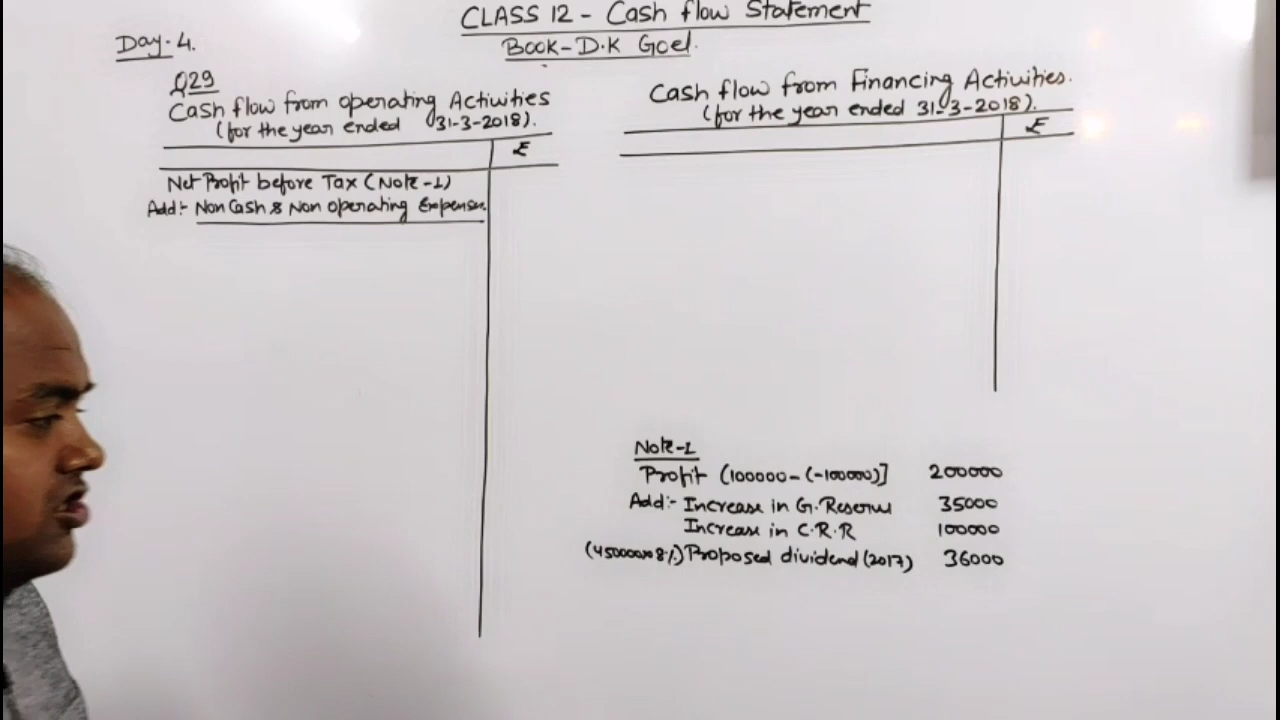 CLASS 12 - Cash flow Statement
Day-4.
Book-D.K Goel.
Q29
Cash flow from operating Activities
(for the year ended 31-3-2018).
₹
Net Profit before Tax (Note-1)
Add:- Non Cash & Non operating Expenses.
Cash flow from Financing Activities.
(for the year ended 31-3-2018).
₹
Note-1
Profit (100000-(-100000)] 200000
Add:- Increase in G.Reserve 35000
Increase in C.R.R 100000
(450000x8%) Proposed dividend (2017) 36000